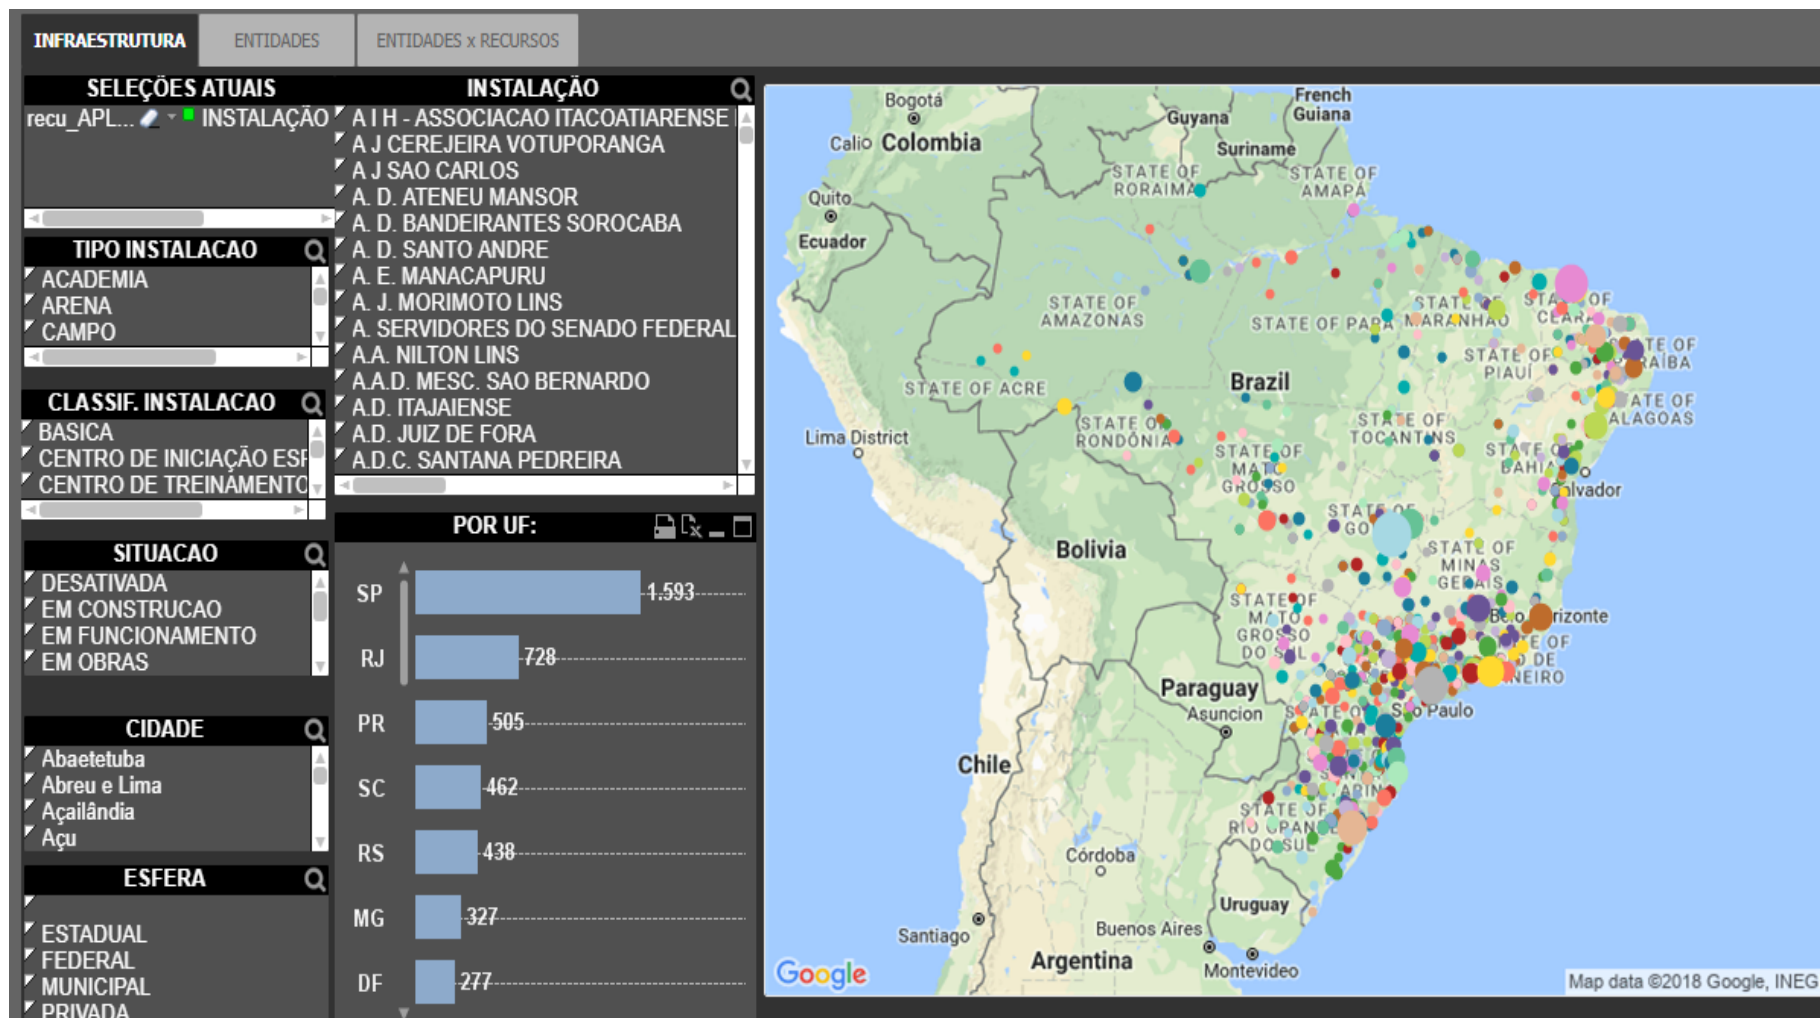 INFRAESTRUTURA
ENTIDADES
ENTIDADES x RECURSOS
SELEÇÕES ATUAIS
recu_APL... INSTALAÇÃO
TIPO INSTALACAO
ACADEMIA
ARENA
CAMPO
CLASSIF. INSTALACAO
BASICA
CENTRO DE INICIAÇÃO
CENTRO DE TREINAMENTO
SITUACAO
DESATIVADA
EM CONSTRUCAO
EM FUNCIONAMENTO
EM OBRAS
CIDADE
Abaetetuba
Abreu e Lima
Açailândia
Açu
ESFERA
ESTADUAL
FEDERAL
MUNICIPAL
PRIVADA
INSTALAÇÃO
A I H - ASSOCIACAO ITACOATIARENSE
A J CEREJEIRA VOTUPORANGA
A J SAO CARLOS
A. D. ATENEU MANSOR
A. D. BANDEIRANTES SOROCABA
A. D. SANTO ANDRE
A. E. MANACAPURU
A. J. MORIMOTO LINS
A. SERVIDORES DO SENADO FEDERAL
A.A. NILTON LINS
A.A.D. MESC. SAO BERNARDO
A.D. ITAJAIENSE
A.D. JUIZ DE FORA
A.D.C. SANTANA PEDREIRA
POR UF:
SP 1.593
RJ 728
PR 505
SC 462
RS 438
MG 327
DF 277
Bogotá
Calio
Colombia
Guyana
French
Guiana
Suriname
STATE OF
RORAIMA
STATE OF
AMAPÁ
Quito
Ecuador
STATE OF
AMAZONAS
STATE OF PARÁ
MARANHÃO
CEARÁ
STATE OF
PIAUÍ
STATE OF ACRE
Brazil
ATE OF
ALAGOAS
Lima District
STATE OF
RONDÔNIA
STATE OF
TOCANTINS
STATE OF
MATO
GROSSO
BAHIA
Bolivia
STATE OF
MINAS
GERAIS
STATE OF
MATO
GROSSO
DO SUL
Paraguay
Asuncion
São Paulo
Chile
STATE OF
RIO GRANDE
DO SUL
Córdoba
Uruguay
Santiago
Buenos Aires
Argentina
Montevideo
Google
Map data ©2018 Google, INEG